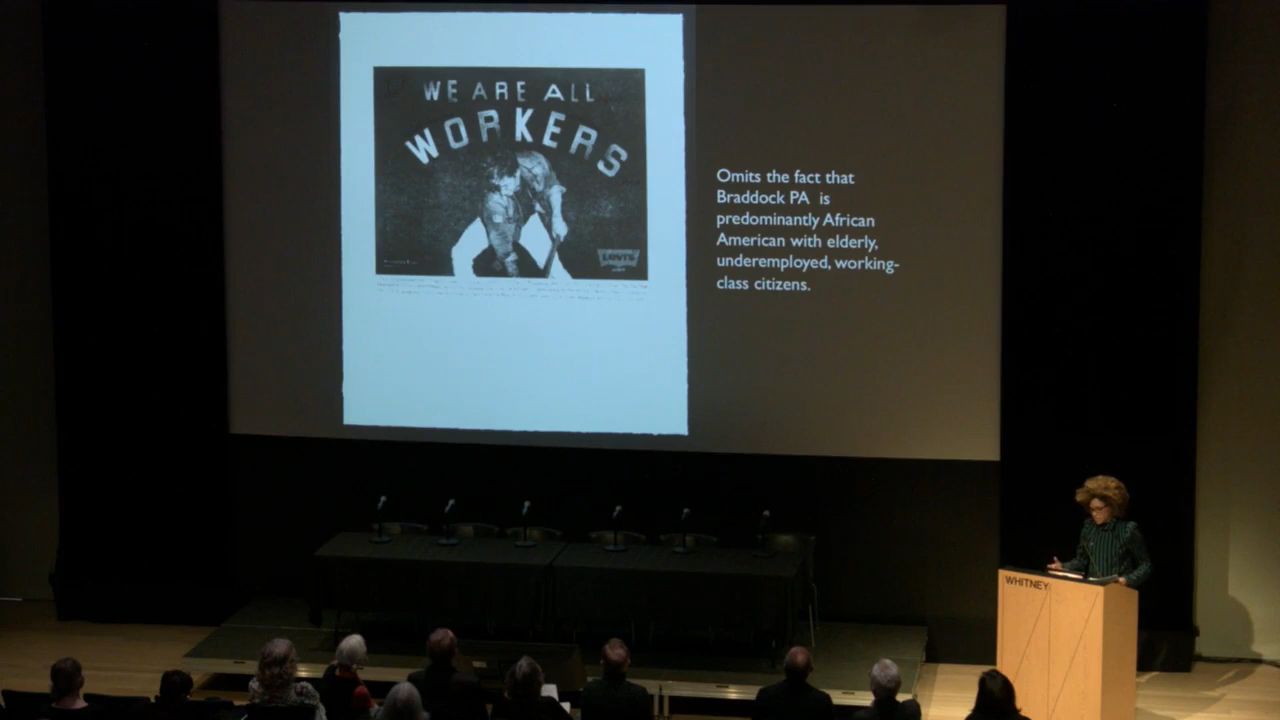 WE ARE ALL
WORKERS
LEVI'S
Omits the fact that
Braddock PA is
predominantly African
American with elderly,
underemployed, working-
class citizens.
WHITNEY